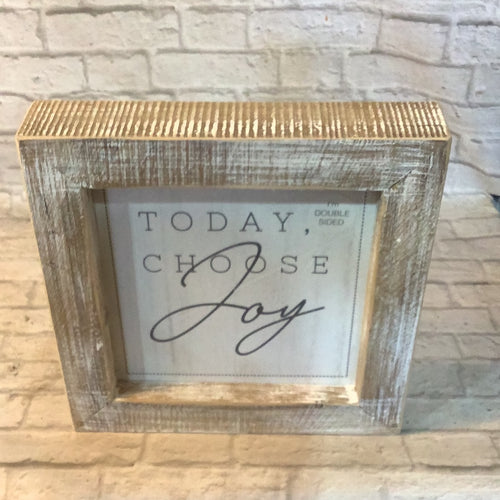 TODAY,
I'm
DOUBLE
SIDED
CHOOSE
Joy